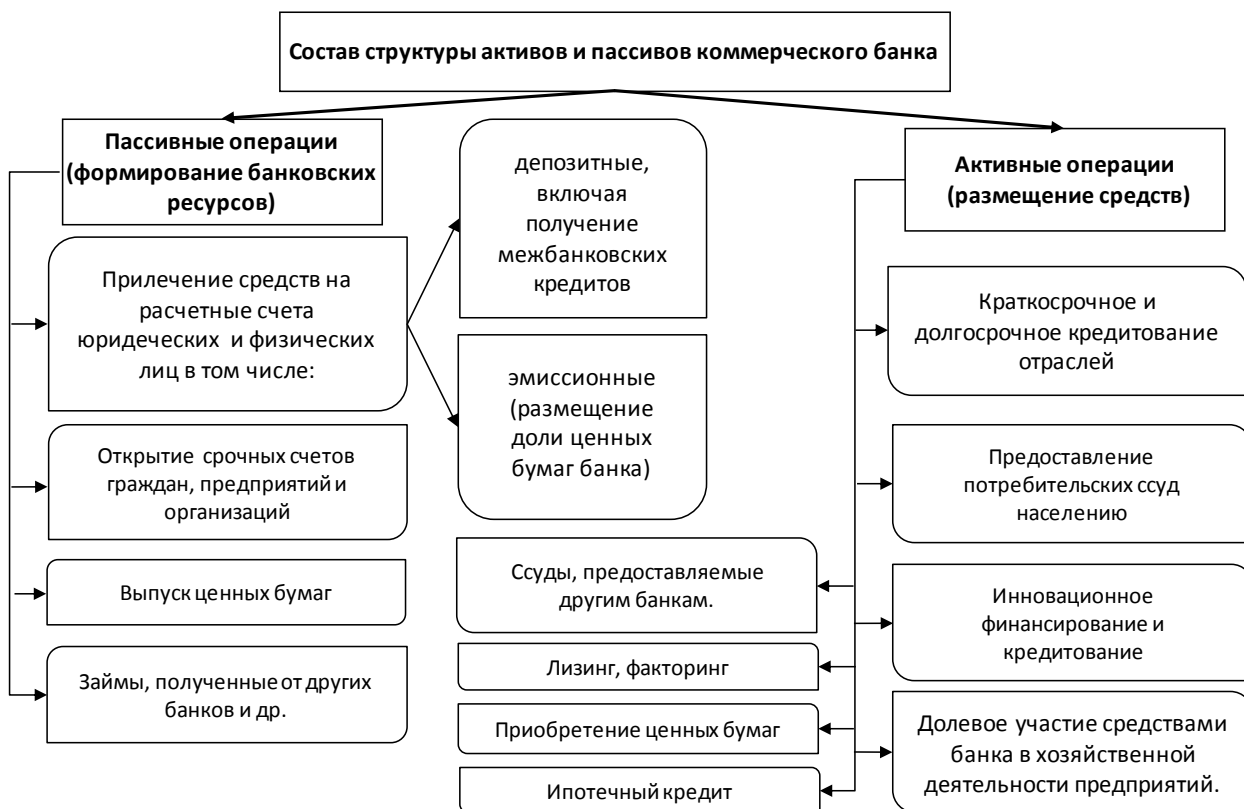 Состав структуры активов и пассивов коммерческого банка
Пассивные операции
(формирование банковских
ресурсов)
Прилечение средств на
расчетные счета
юридеческих и физических
лиц в том числе:
Открытие срочных счетов
граждан, предприятий и
организаций
Выпуск ценных бумаг
Займы, полученные от других
банков и др.
депозитные,
включая
получение
межбанковских
кредитов
эмиссионные
(размещение
доли ценных
бумаг банка)
Активные операции
(размещение средств)
Краткосрочное и
долгосрочное кредитование
отраслей
Предоставление
потребительских ссуд
населению
Инновационное
финансирование и
кредитование
Долевое участие средствами
банка в хозяйственной
деятельности предприятий.
Ссуды, предоставляемые
другим банкам.
Лизинг, факторинг
Приобретение ценных бумаг
Ипотечный кредит